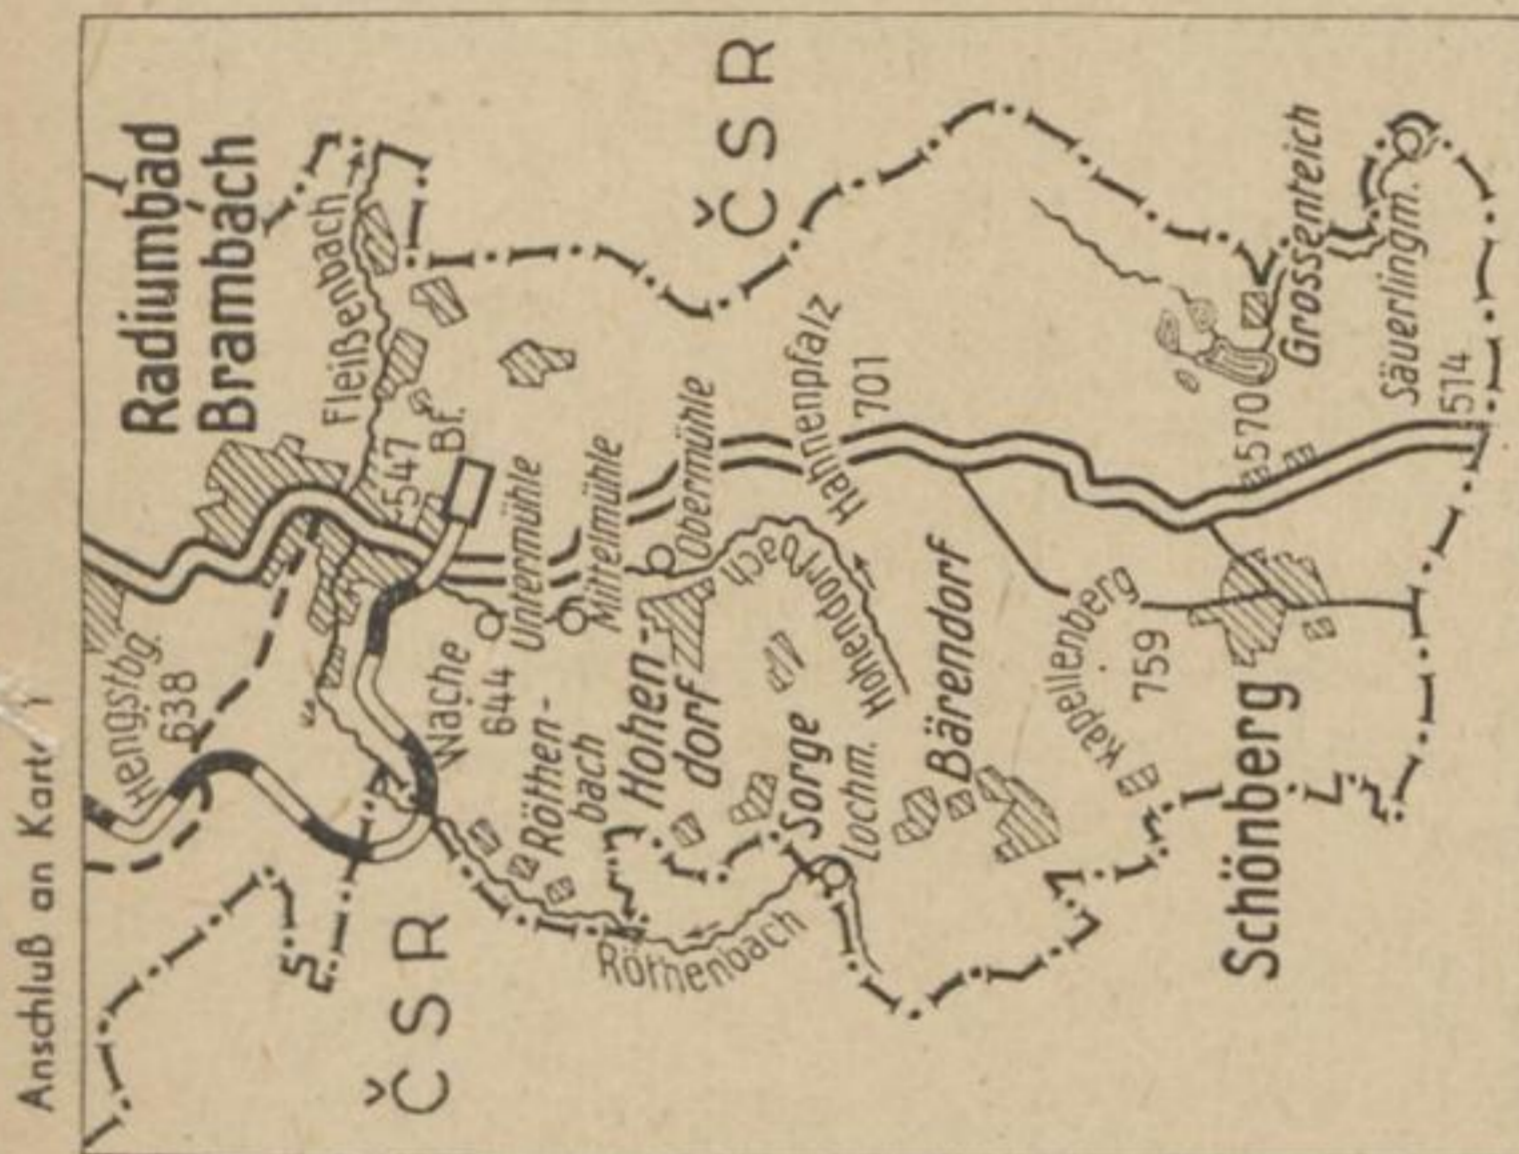 Anschluß an Karte 1
Radiumbad
Brambach
ČSR
Fleißenbach
Hengstbg.
638
547
Bf.
Wache
644
Untermühle
Mittelmühle
Obermühle
Röthen-
bach
Hohen-
dorf
Hohendorfbach
Hahnenpfalz
701
ČSR
Röthenbach
Sorge
Lochm.
Bärendorf
Kapellenberg
759
Schönberg
570
Grossenteich
Säuerlingm.
514